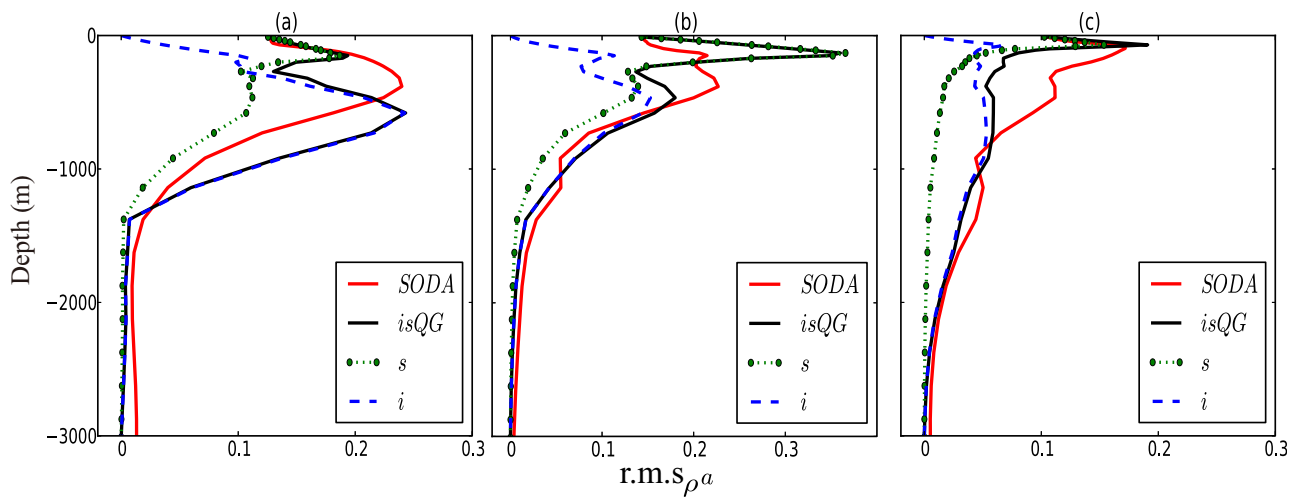 (a) (b) (c)
Depth (m)
0
−1000
−2000
−3000
SODA
isQG
s
i
SODA
isQG
s
i
SODA
isQG
s
i
0 0.1 0.2 0.3
0 0.1 0.2 0.3
0 0.1 0.2 0.3
r.m.s_{ρ^a}